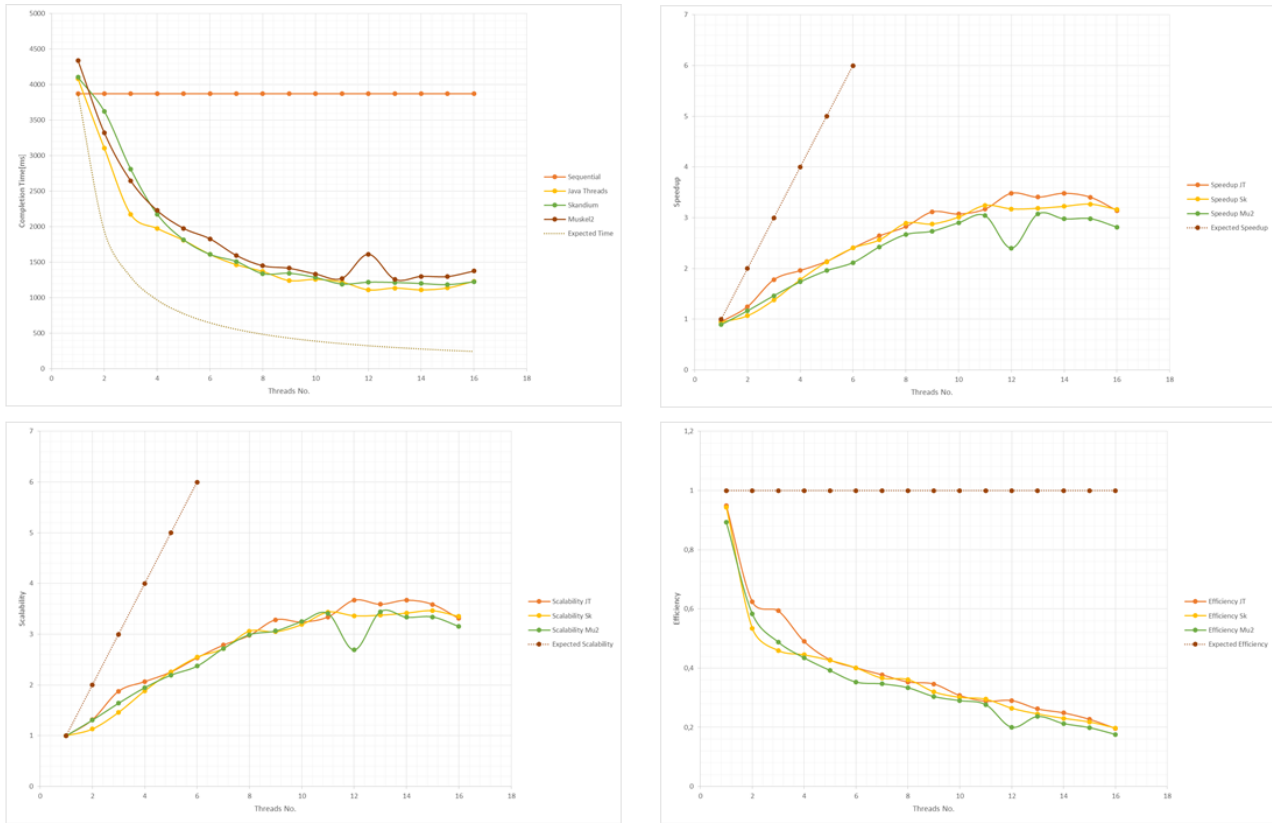 5000
4500
4000
3500
3000
2500
2000
1500
1000
500
0
Completion Time[ms]
0 2 4 6 8 10 12 14 16 18
Threads No.
Sequential
Java Threads
Skandium
Muskel2
Expected Time
7
6
5
4
3
2
1
0
Speedup
0 2 4 6 8 10 12 14 16 18
Threads No.
Speedup JT
Speedup Sk
Speedup Mu2
Expected Speedup
7
6
5
4
3
2
1
0
Scalability
0 2 4 6 8 10 12 14 16 18
Threads No.
Scalability JT
Scalability Sk
Scalability Mu2
Expected Scalability
1,2
1
0,8
0,6
0,4
0,2
0
Efficiency
0 2 4 6 8 10 12 14 16 18
Threads No.
Efficiency JT
Efficiency Sk
Efficiency Mu2
Expected Efficiency